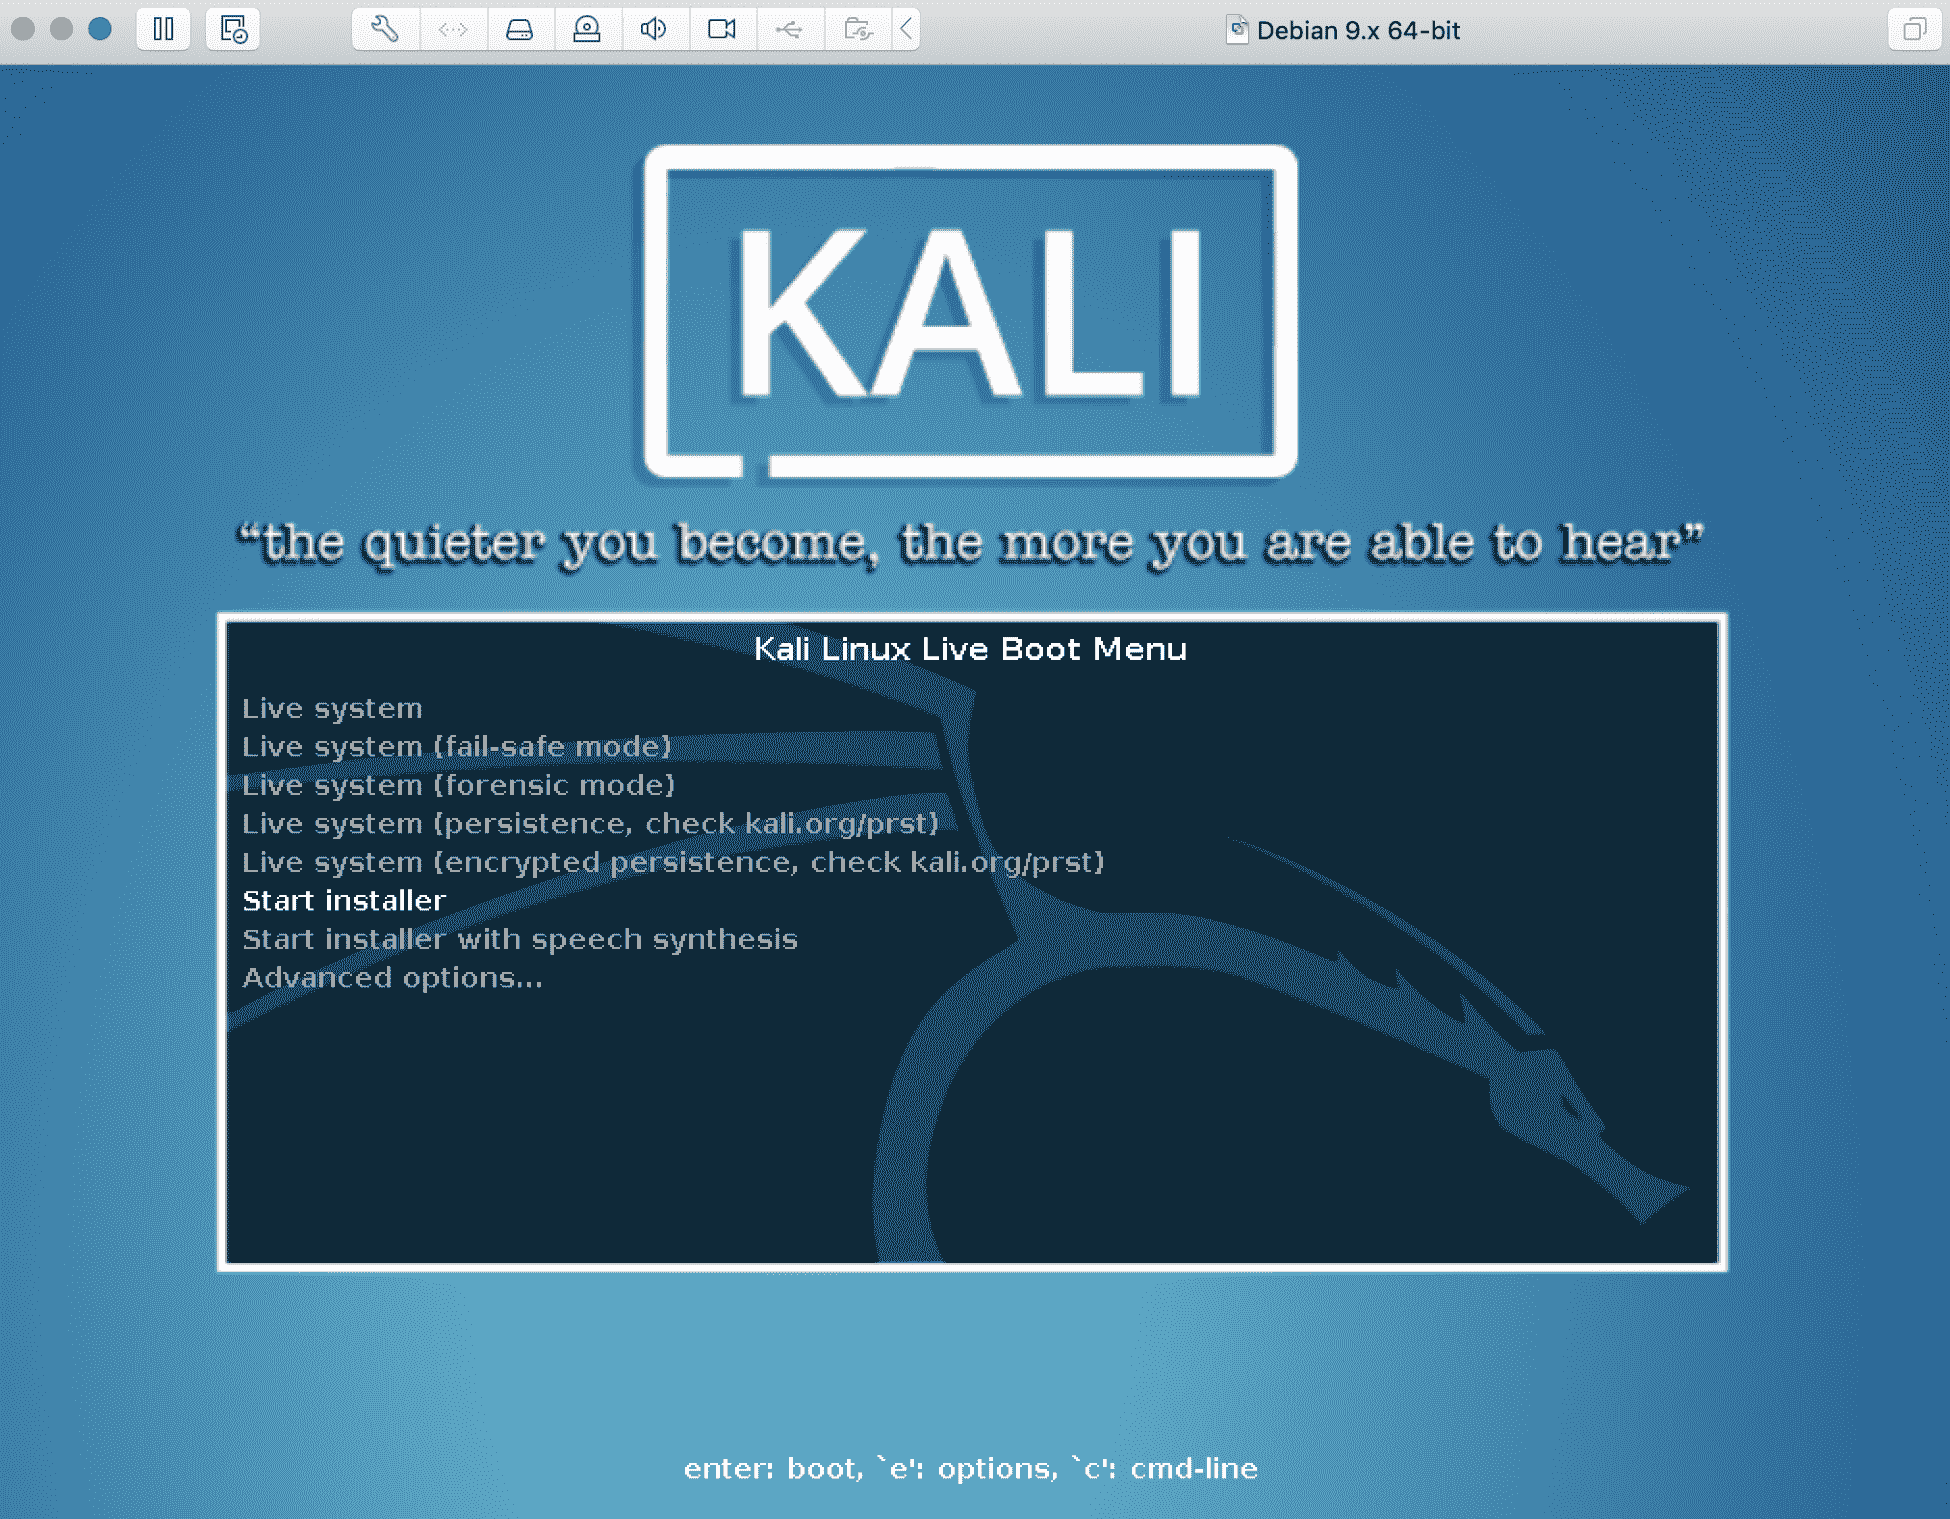 Debian 9.x 64-bit
KALI
“the quieter you become, the more you are able to hear”
Kali Linux Live Boot Menu
Live system
Live system (fail-safe mode)
Live system (forensic mode)
Live system (persistence, check kali.org/prst)
Live system (encrypted persistence, check kali.org/prst)
Start installer
Start installer with speech synthesis
Advanced options...
enter: boot, `e': options, `c': cmd-line